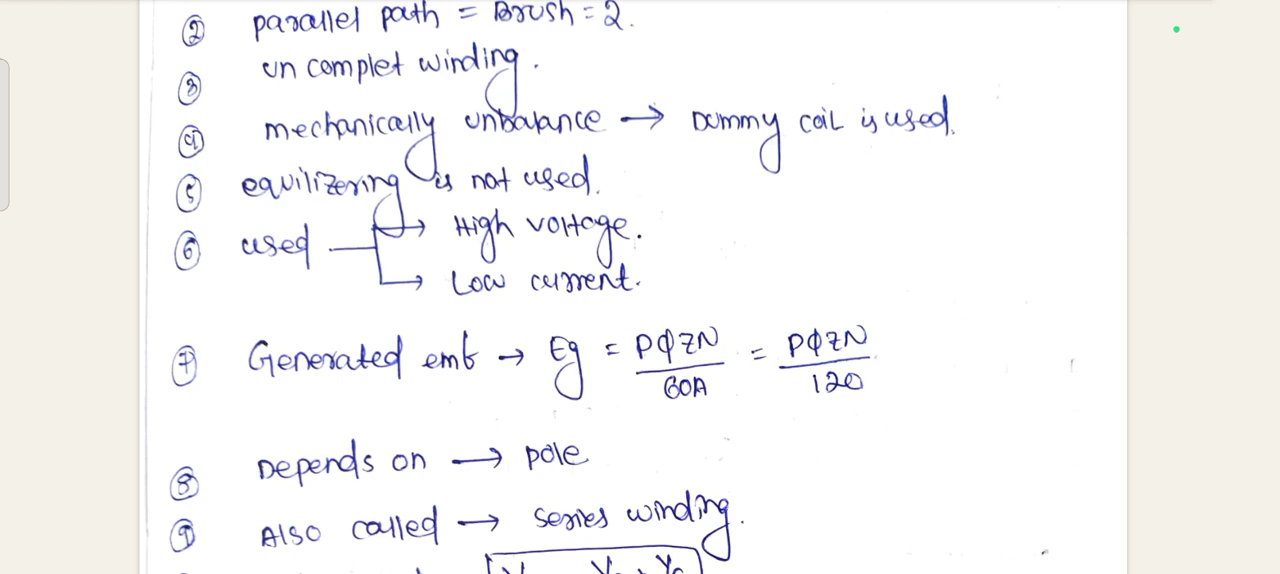 ② parallel path = Brush = 2.
③ un complet winding.
④ mechanically unbalance → Dummy coil is used.
⑤ equilizering is not used.
⑥ used → High voltage.
→ Low current.
⑦ Generated emf → Eg = PΦZN / 60A = PΦZN / 120
⑧ Depends on → pole
⑨ Also called → series winding.